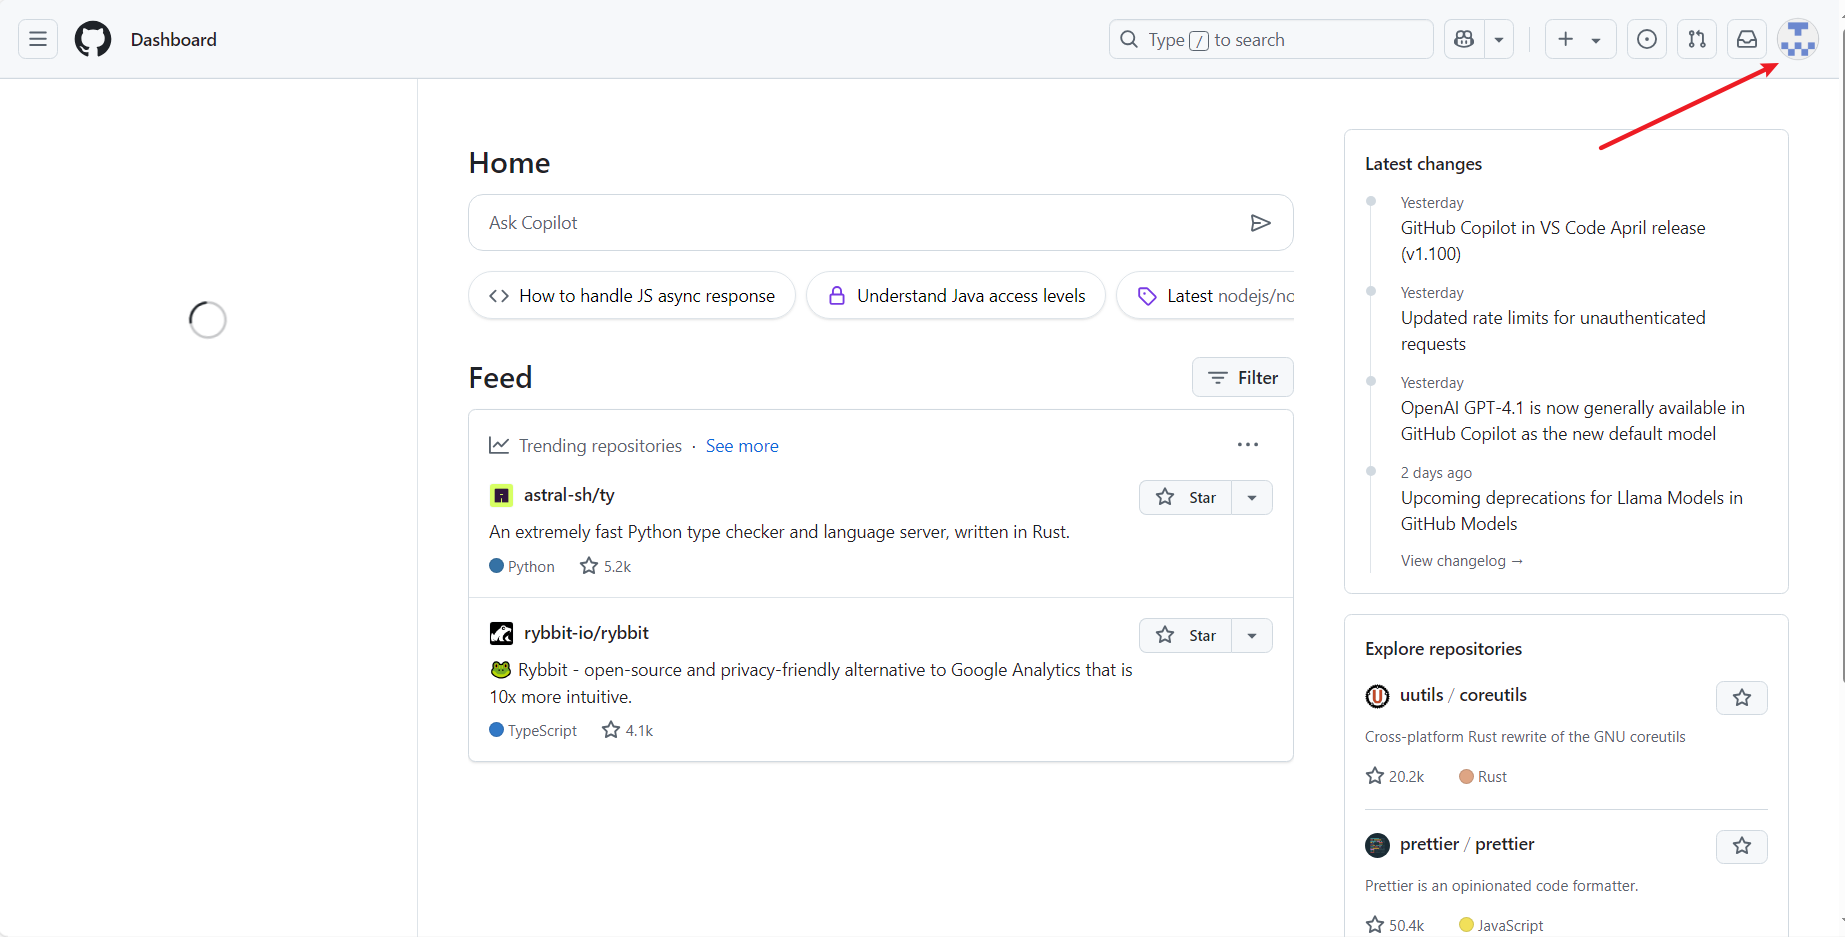 Dashboard
Type / to search
Home
Ask Copilot
How to handle JS async response
Understand Java access levels
Latest nodejs/no
Feed
Filter
Trending repositories · See more
astral-sh/ty
Star
An extremely fast Python type checker and language server, written in Rust.
Python 5.2k
rybbit-io/rybbit
Star
Rybbit - open-source and privacy-friendly alternative to Google Analytics that is
10x more intuitive.
TypeScript 4.1k
Latest changes
Yesterday
GitHub Copilot in VS Code April release
(v1.100)
Yesterday
Updated rate limits for unauthenticated
requests
Yesterday
OpenAI GPT-4.1 is now generally available in
GitHub Copilot as the new default model
2 days ago
Upcoming deprecations for Llama Models in
GitHub Models
View changelog →
Explore repositories
uutils / coreutils
Cross-platform Rust rewrite of the GNU coreutils
20.2k Rust
prettier / prettier
Prettier is an opinionated code formatter.
50.4k JavaScript